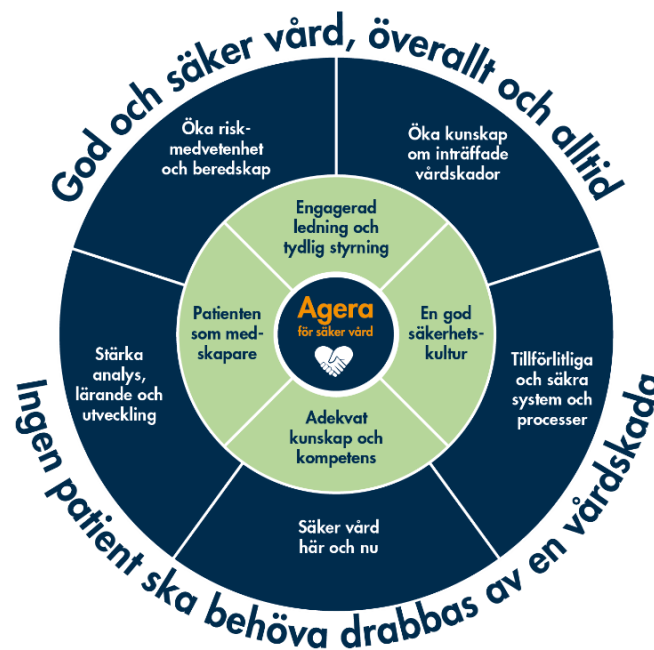 God och säker vård, överallt och alltid
Öka risk-
medvetenhet
och beredskap
Öka kunskap
om inträffade
vårdskador
Engagerad
ledning och
tydlig styrning
Patienten
som med-
skapare
Agera
för säker vård
En god
säkerhets-
kultur
Stärka
analys,
lärande och
utveckling
Tillförlitliga
och säkra
system och
processer
Adekvat
kunskap och
kompetens
Säker vård
här och nu
Ingen patient ska behöva drabbas av en vårdskada